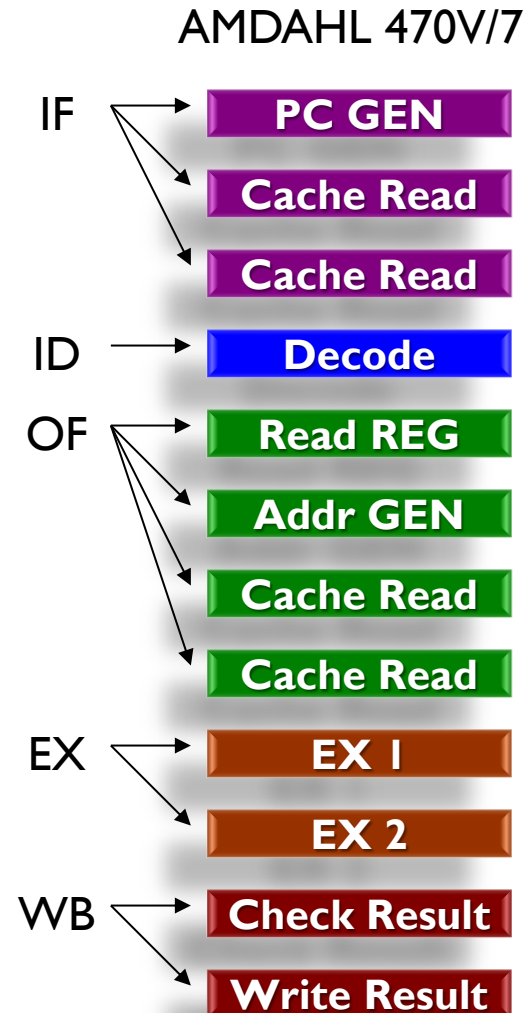 AMDAHL 470V/7
IF
PC GEN
Cache Read
Cache Read
ID
Decode
OF
Read REG
Addr GEN
Cache Read
Cache Read
EX
EX 1
EX 2
WB
Check Result
Write Result